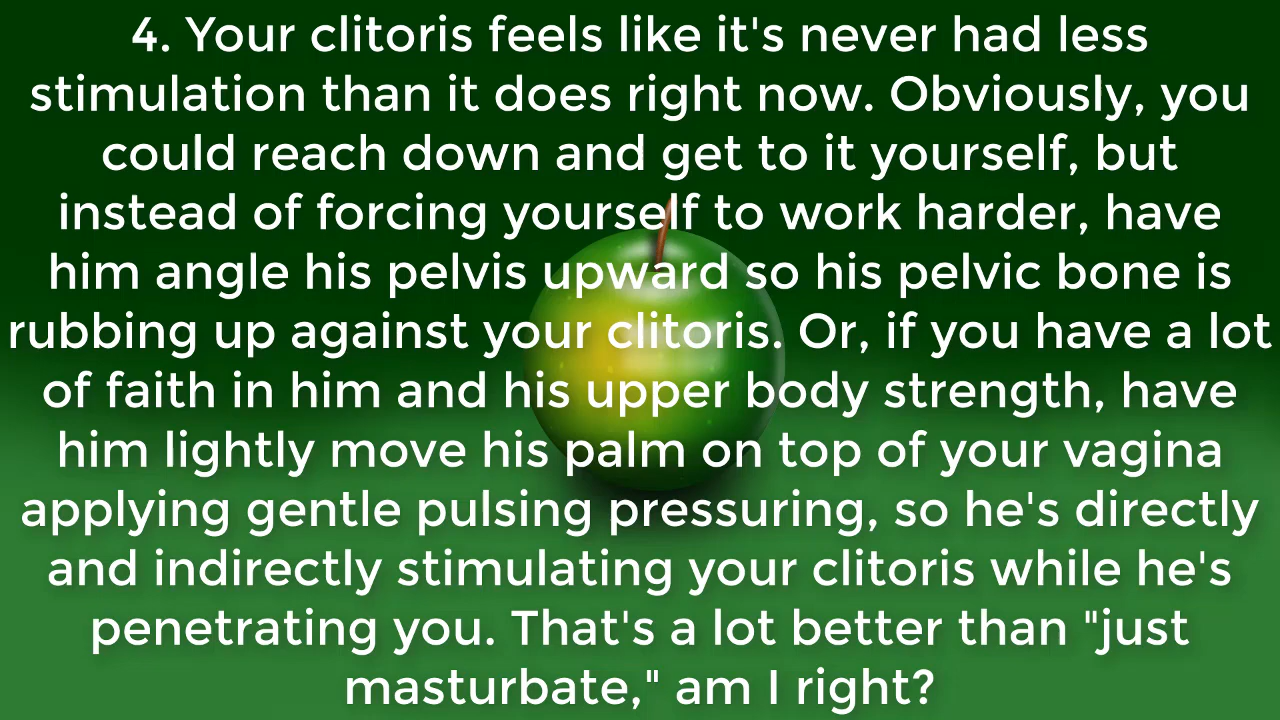 4. Your clitoris feels like it's never had less
stimulation than it does right now. Obviously, you
could reach down and get to it yourself, but
instead of forcing yourself to work harder, have
him angle his pelvis upward so his pelvic bone is
rubbing up against your clitoris. Or, if you have a lot
of faith in him and his upper body strength, have
him lightly move his palm on top of your vagina
applying gentle pulsing pressuring, so he's directly
and indirectly stimulating your clitoris while he's
penetrating you. That's a lot better than "just
masturbate," am I right?